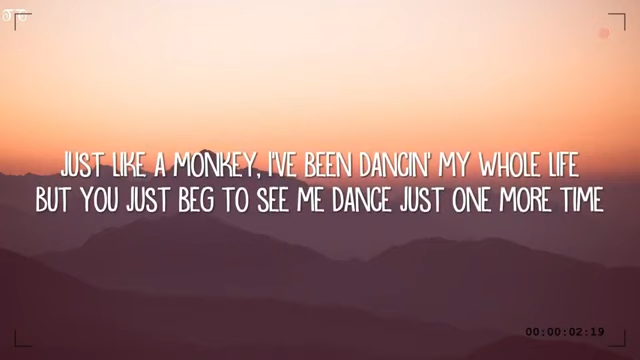 JUST LIKE A MONKEY, I'VE BEEN DANCIN' MY WHOLE LIFE
BUT YOU JUST BEG TO SEE ME DANCE JUST ONE MORE TIME
00:00:02:19